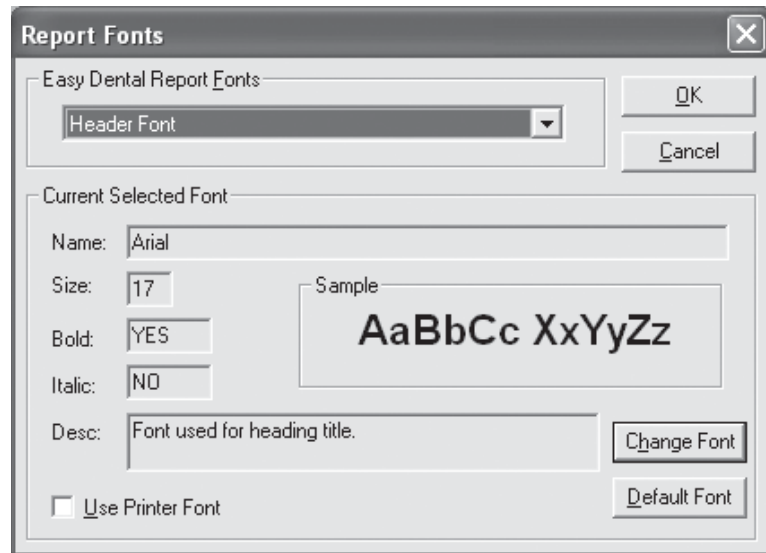 Report Fonts
Easy Dental Report Fonts
Header Font
OK
Cancel
Current Selected Font
Name: Arial
Size: 17
Sample
AaBbCc XxYyZz
Bold: YES
Italic: NO
Desc: Font used for heading title.
Change Font
Use Printer Font
Default Font